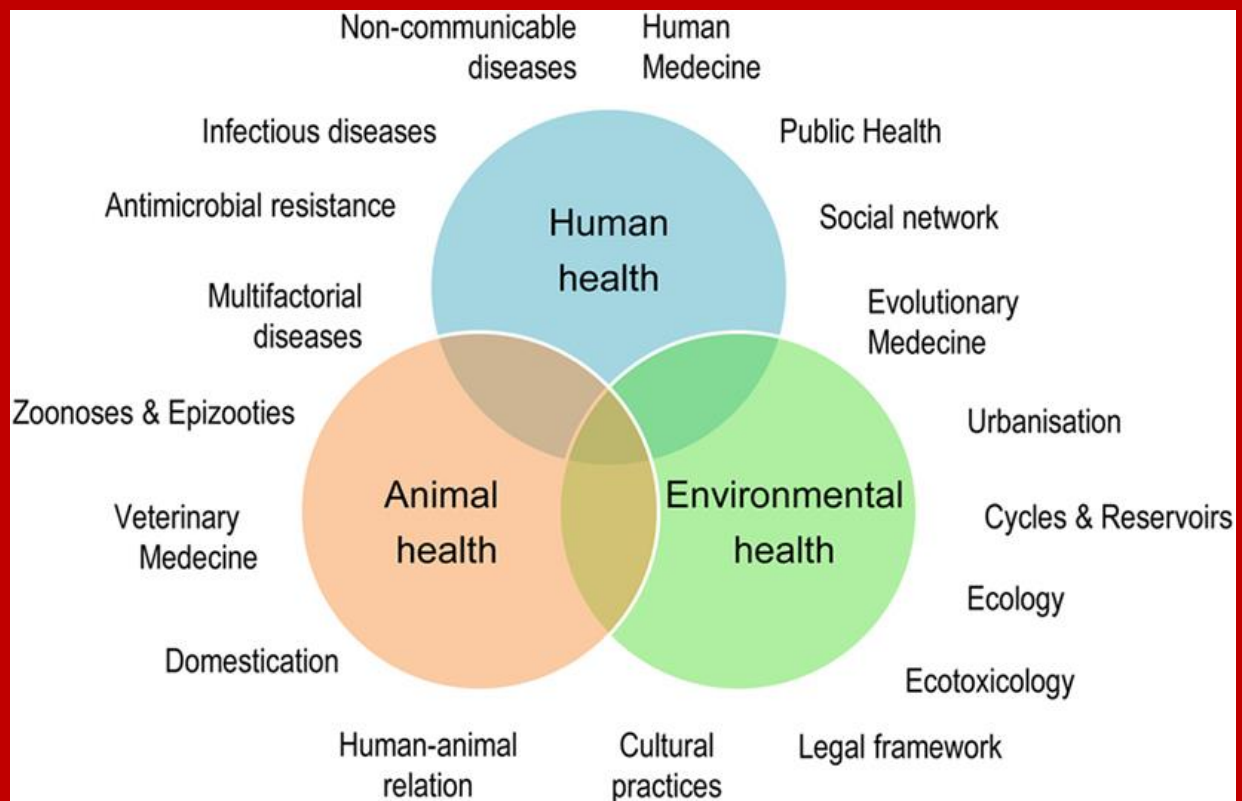 Non-communicable
diseases
Human
Medecine
Infectious diseases
Public Health
Antimicrobial resistance
Social network
Human
health
Multifactorial
diseases
Evolutionary
Medecine
Zoonoses & Epizooties
Urbanisation
Animal
health
Environmental
health
Veterinary
Medecine
Cycles & Reservoirs
Ecology
Domestication
Ecotoxicology
Human-animal
relation
Cultural
practices
Legal framework